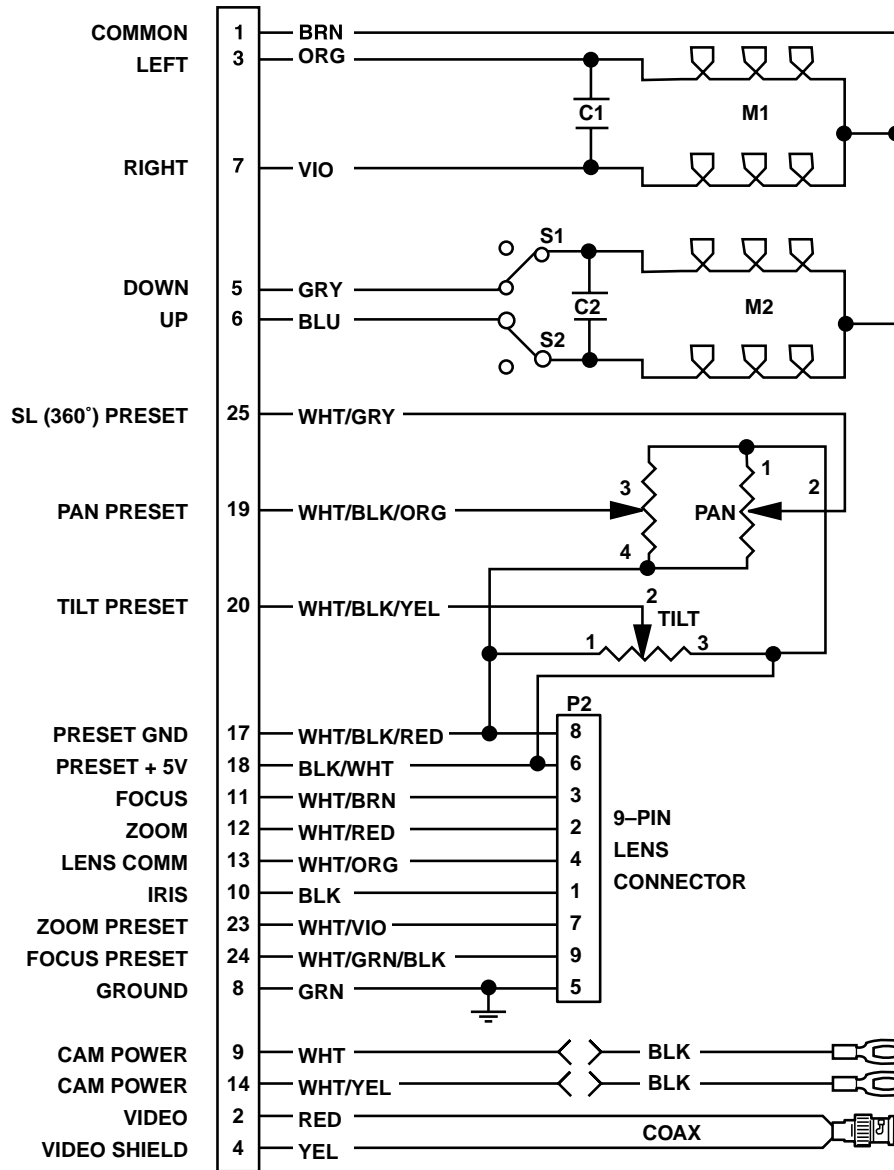 COMMON 1 BRN
LEFT 3 ORG
C1
M1
RIGHT 7 VIO
S1
DOWN 5 GRY
C2
M2
UP 6 BLU
S2
SL (360°) PRESET 25 WHT/GRY
1
3
2
PAN PRESET 19 WHT/BLK/ORG
PAN
4
TILT PRESET 20 WHT/BLK/YEL
2
TILT
1
3
P2
PRESET GND 17 WHT/BLK/RED 8
PRESET + 5V 18 BLK/WHT 6
FOCUS 11 WHT/BRN 3
ZOOM 12 WHT/RED 2
LENS COMM 13 WHT/ORG 4
IRIS 10 BLK 1
ZOOM PRESET 23 WHT/VIO 7
FOCUS PRESET 24 WHT/GRN/BLK 9
GROUND 8 GRN 5
9–PIN
LENS
CONNECTOR
CAM POWER 9 WHT BLK
CAM POWER 14 WHT/YEL BLK
VIDEO 2 RED
COAX
VIDEO SHIELD 4 YEL